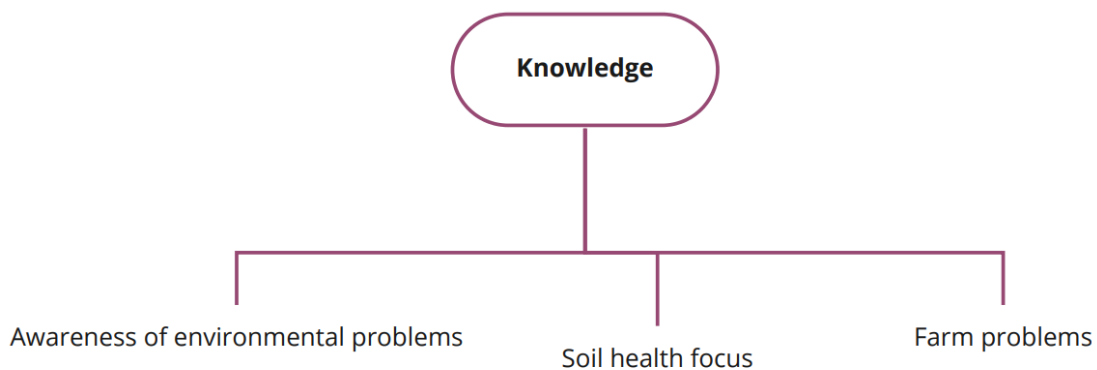 Knowledge
Awareness of environmental problems
Soil health focus
Farm problems